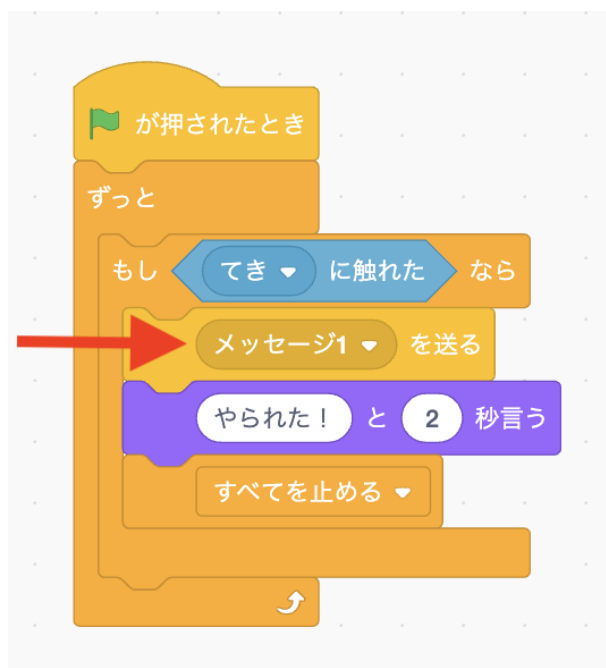 が押されたとき
ずっと
もし てき に触れた なら
メッセージ1 を送る
やられた！ と 2 秒言う
すべてを止める